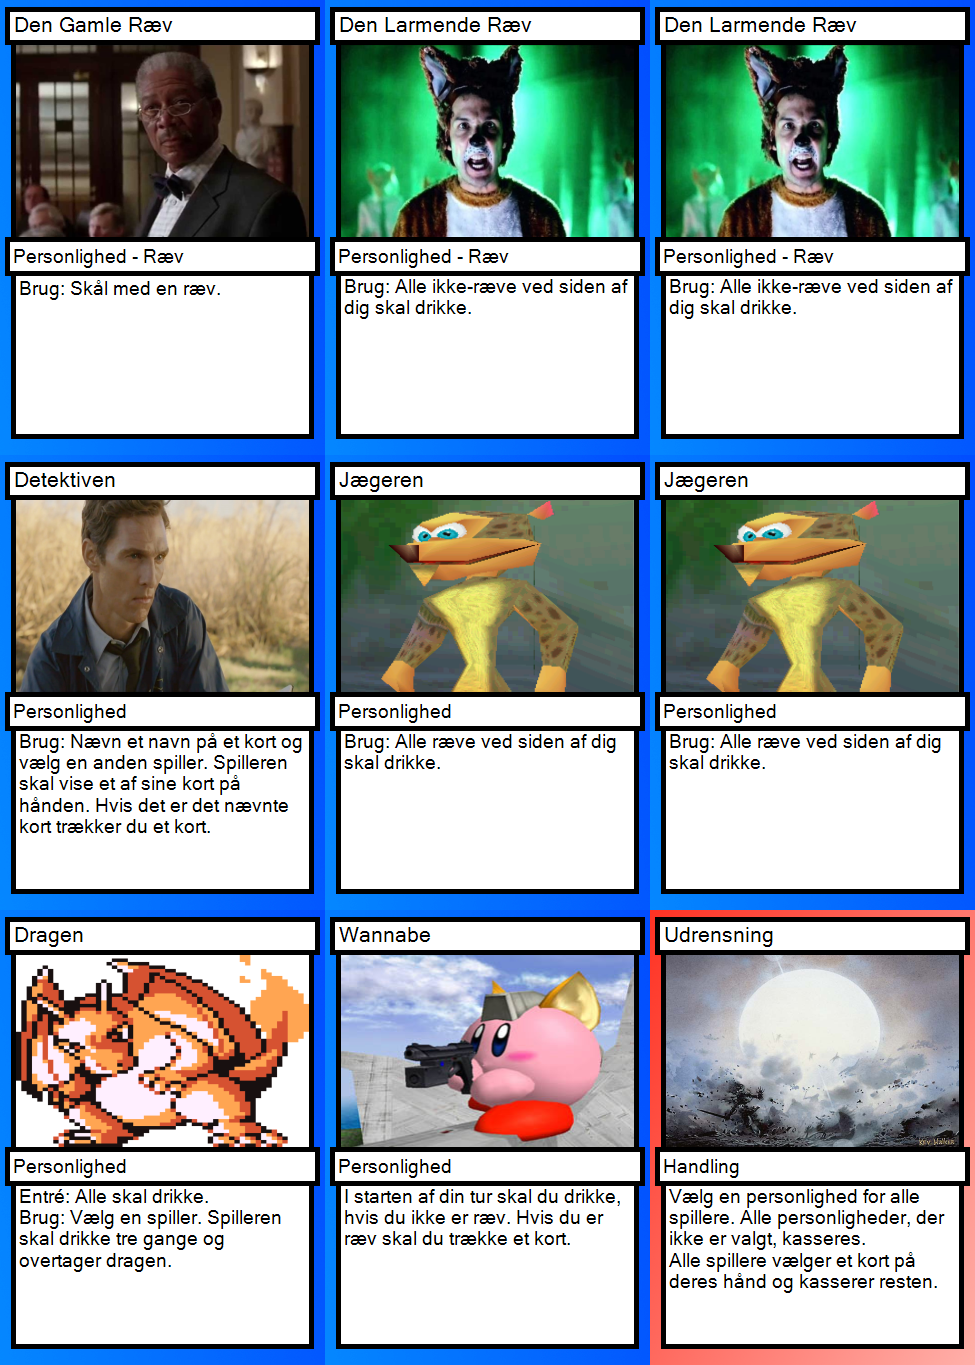 Den Gamle Ræv
Personlighed - Ræv
Brug: Skål med en ræv.
Den Larmende Ræv
Personlighed - Ræv
Brug: Alle ikke-ræve ved siden af
dig skal drikke.
Den Larmende Ræv
Personlighed - Ræv
Brug: Alle ikke-ræve ved siden af
dig skal drikke.
Detektiven
Personlighed
Brug: Nævn et navn på et kort og
vælg en anden spiller. Spilleren
skal vise et af sine kort på
hånden. Hvis det er det nævnte
kort trækker du et kort.
Jægeren
Personlighed
Brug: Alle ræve ved siden af dig
skal drikke.
Jægeren
Personlighed
Brug: Alle ræve ved siden af dig
skal drikke.
Dragen
Personlighed
Entré: Alle skal drikke.
Brug: Vælg en spiller. Spilleren
skal drikke tre gange og
overtager dragen.
Wannabe
Personlighed
I starten af din tur skal du drikke,
hvis du ikke er ræv. Hvis du er
ræv skal du trække et kort.
Udrensning
KEV WALKER
Handling
Vælg en personlighed for alle
spillere. Alle personligheder, der
ikke er valgt, kasseres.
Alle spillere vælger et kort på
deres hånd og kasserer resten.